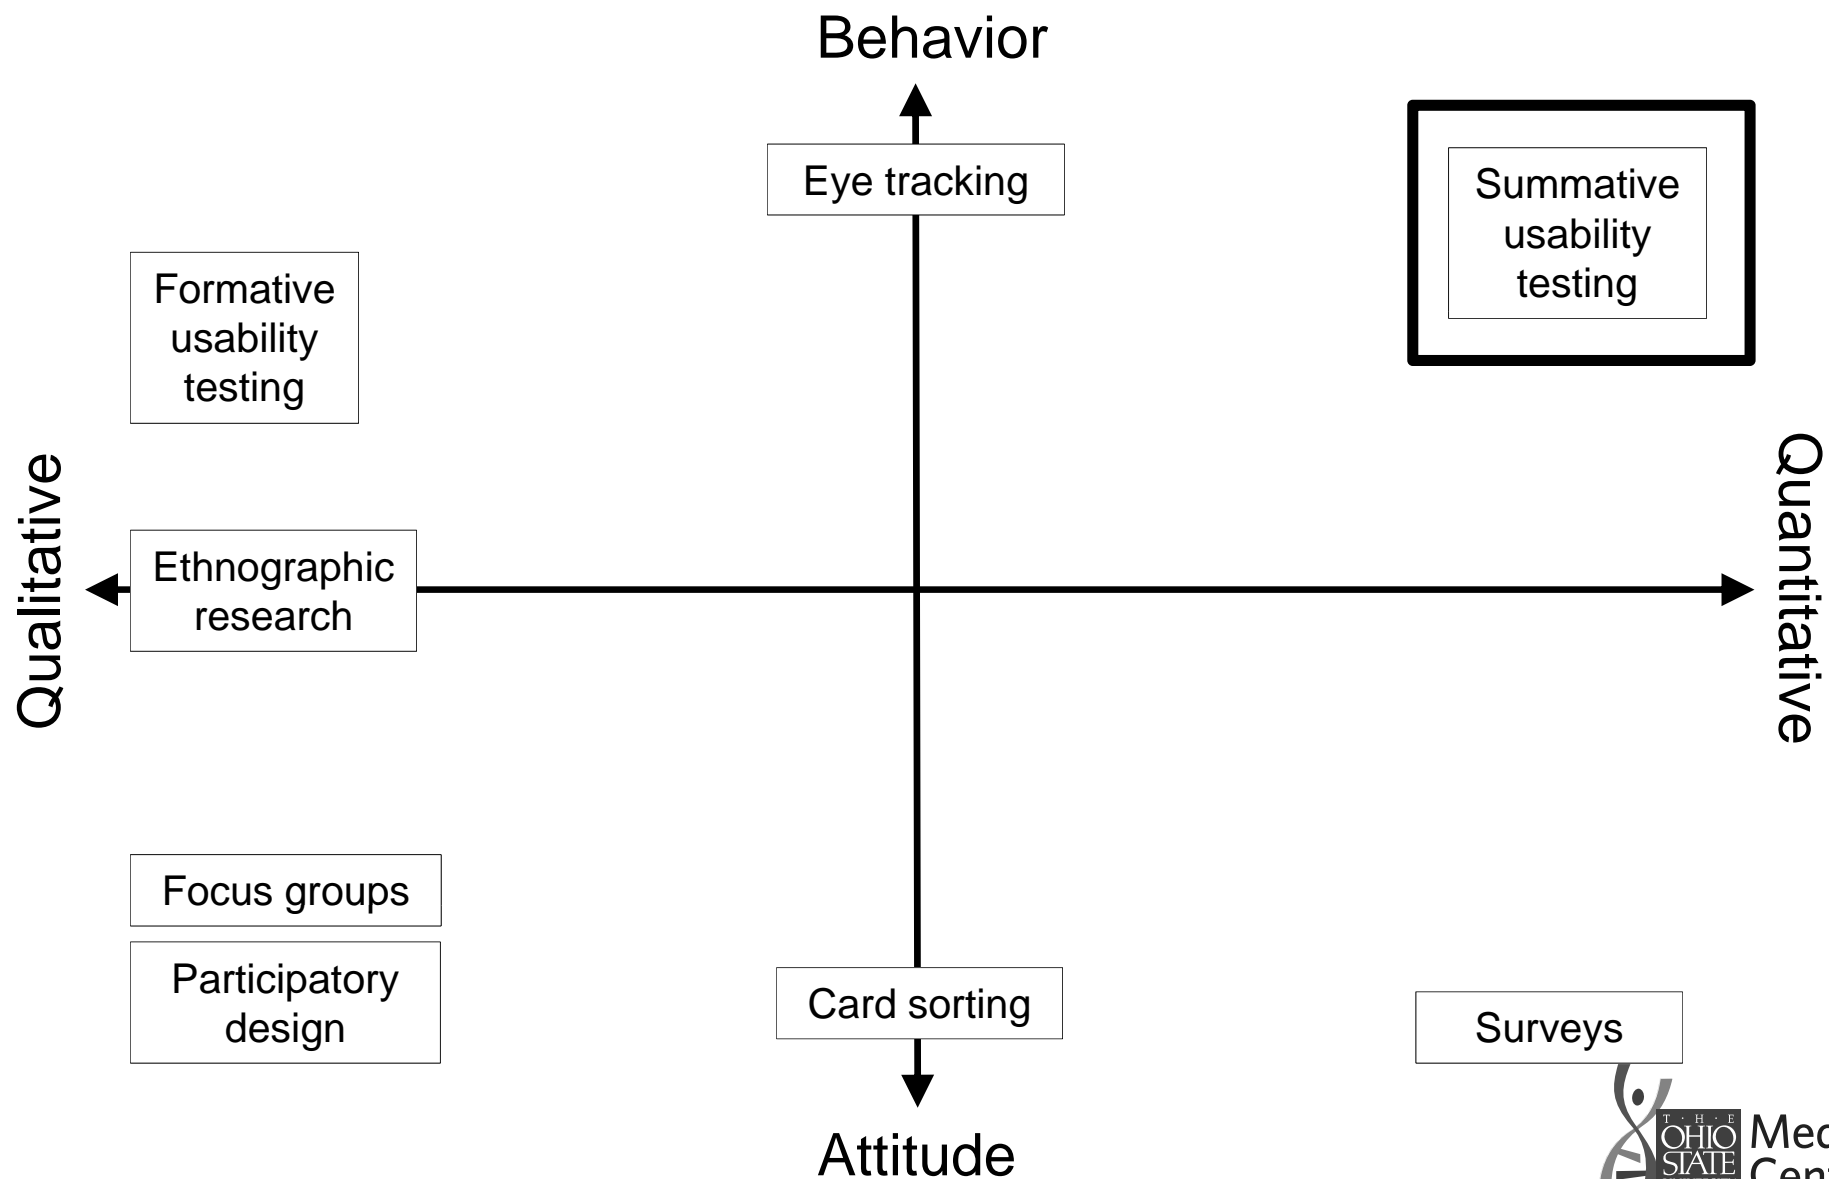 Behavior
Eye tracking
Summative
usability
testing
Formative
usability
testing
Qualitative
Quantitative
Ethnographic
research
Focus groups
Participatory
design
Card sorting
Surveys
Attitude
T · H · E
OHIO
STATE